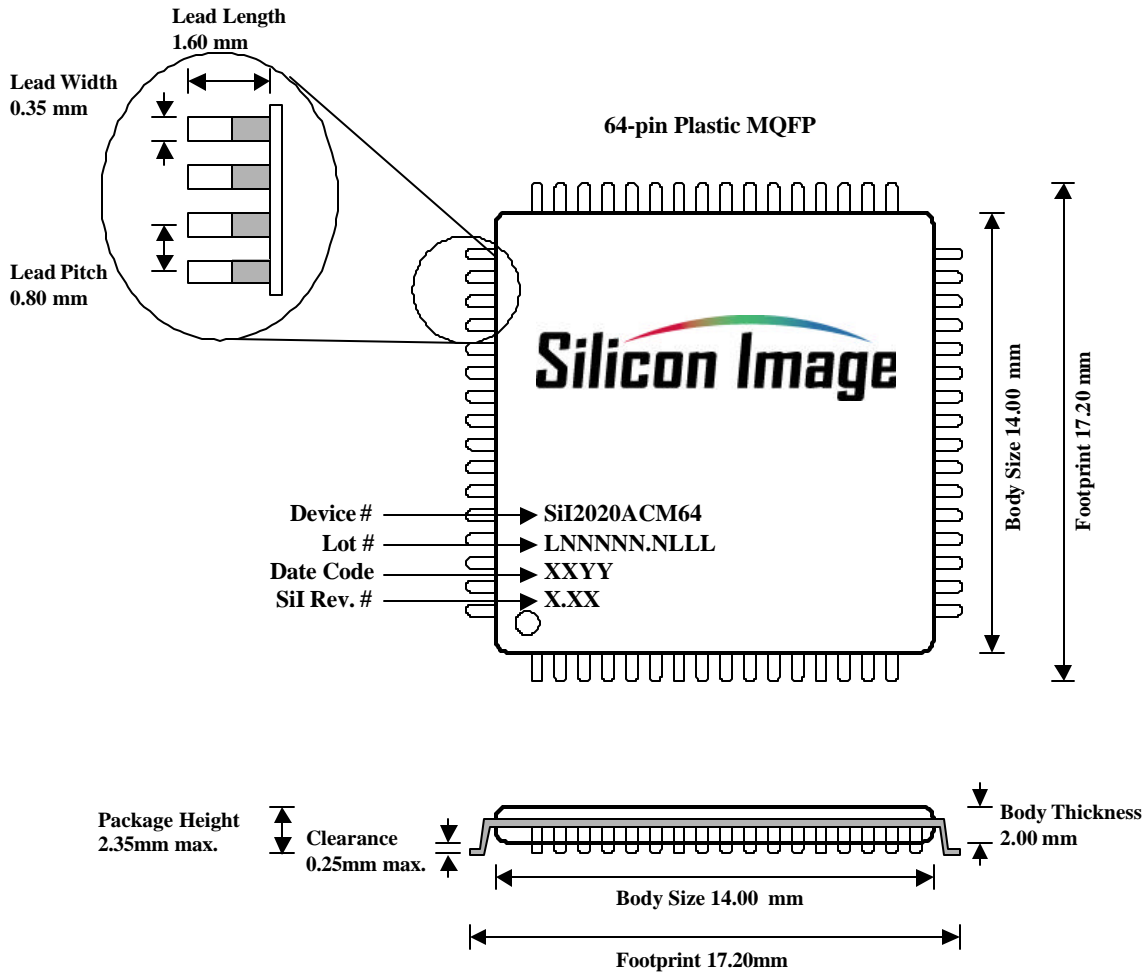 Lead Length
1.60 mm
Lead Width
0.35 mm
64-pin Plastic MQFP
Lead Pitch
0.80 mm
Silicon Image
Body Size 14.00 mm
Footprint 17.20 mm
Device #
SiI2020ACM64
Lot #
LNNNNN.NLLL
Date Code
XXYY
SiI Rev. #
X.XX
Package Height
2.35mm max.
Clearance
0.25mm max.
Body Thickness
2.00 mm
Body Size 14.00 mm
Footprint 17.20mm